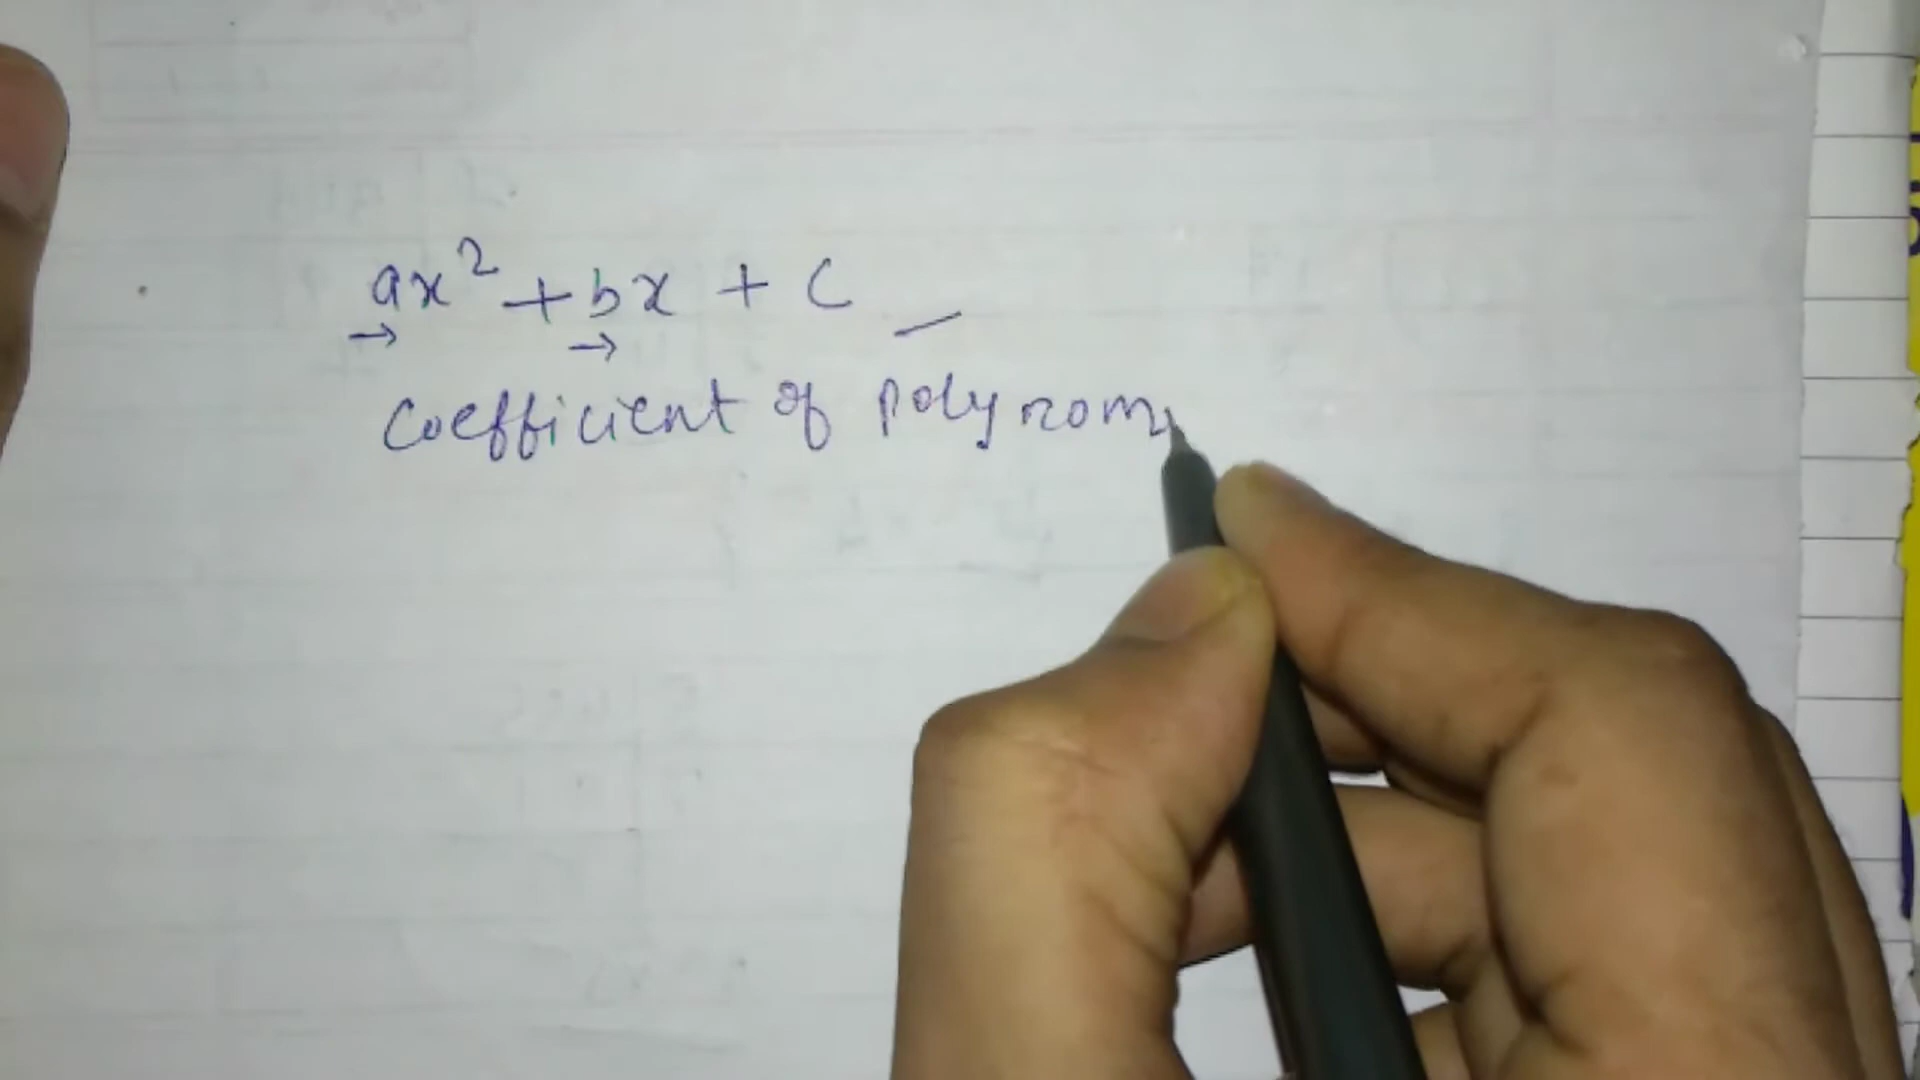 ax² + bx + c
coefficient of polynom